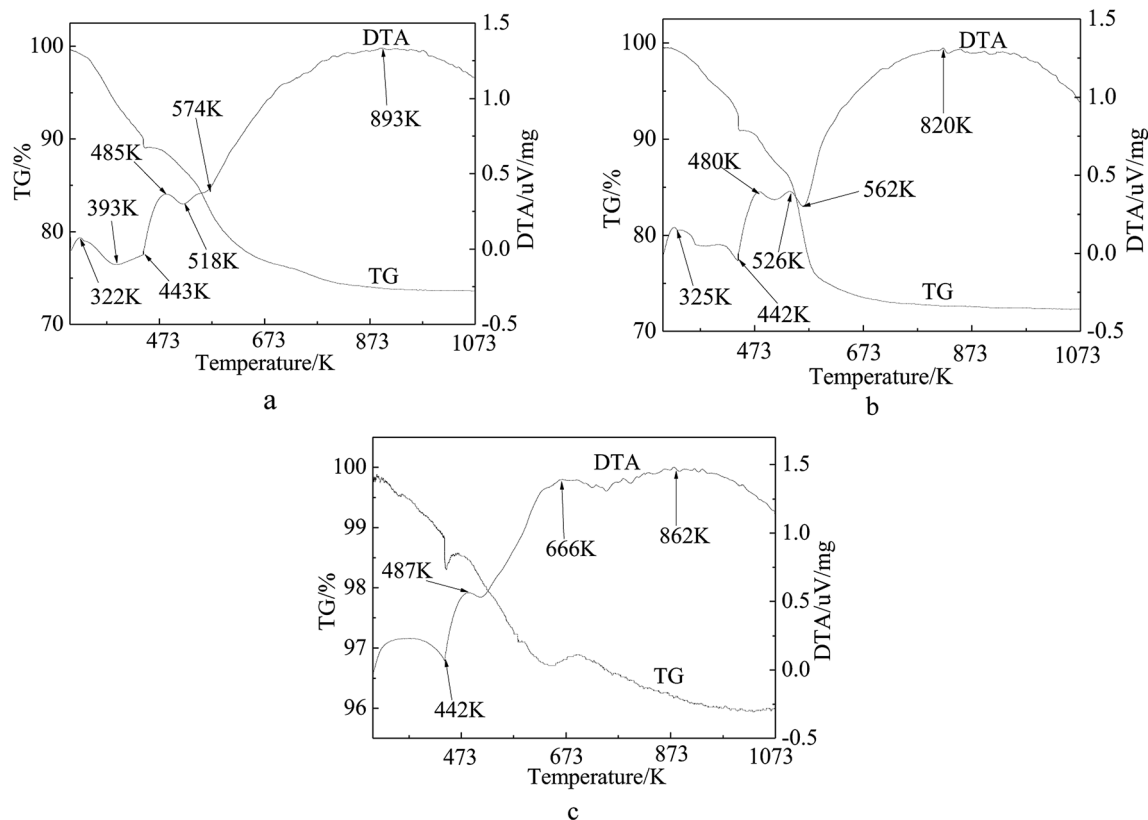 DTA
100
1.5
574K
893K
1.0
90
485K
TG/%
393K
0.5
DTA/uV/mg
80
0.0
518K
322K
443K
TG
70
-0.5
473
673
873
1073
Temperature/K
a
DTA
100
1.5
820K
1.0
90
480K
562K
TG/%
0.5
DTA/uV/mg
80
0.0
325K
526K
442K
TG
70
-0.5
473
673
873
1073
Temperature/K
b
DTA
100
1.5
99
666K
862K
1.0
487K
98
TG/%
0.5
DTA/uV/mg
97
TG
0.0
442K
96
-0.5
473
673
873
1073
Temperature/K
c